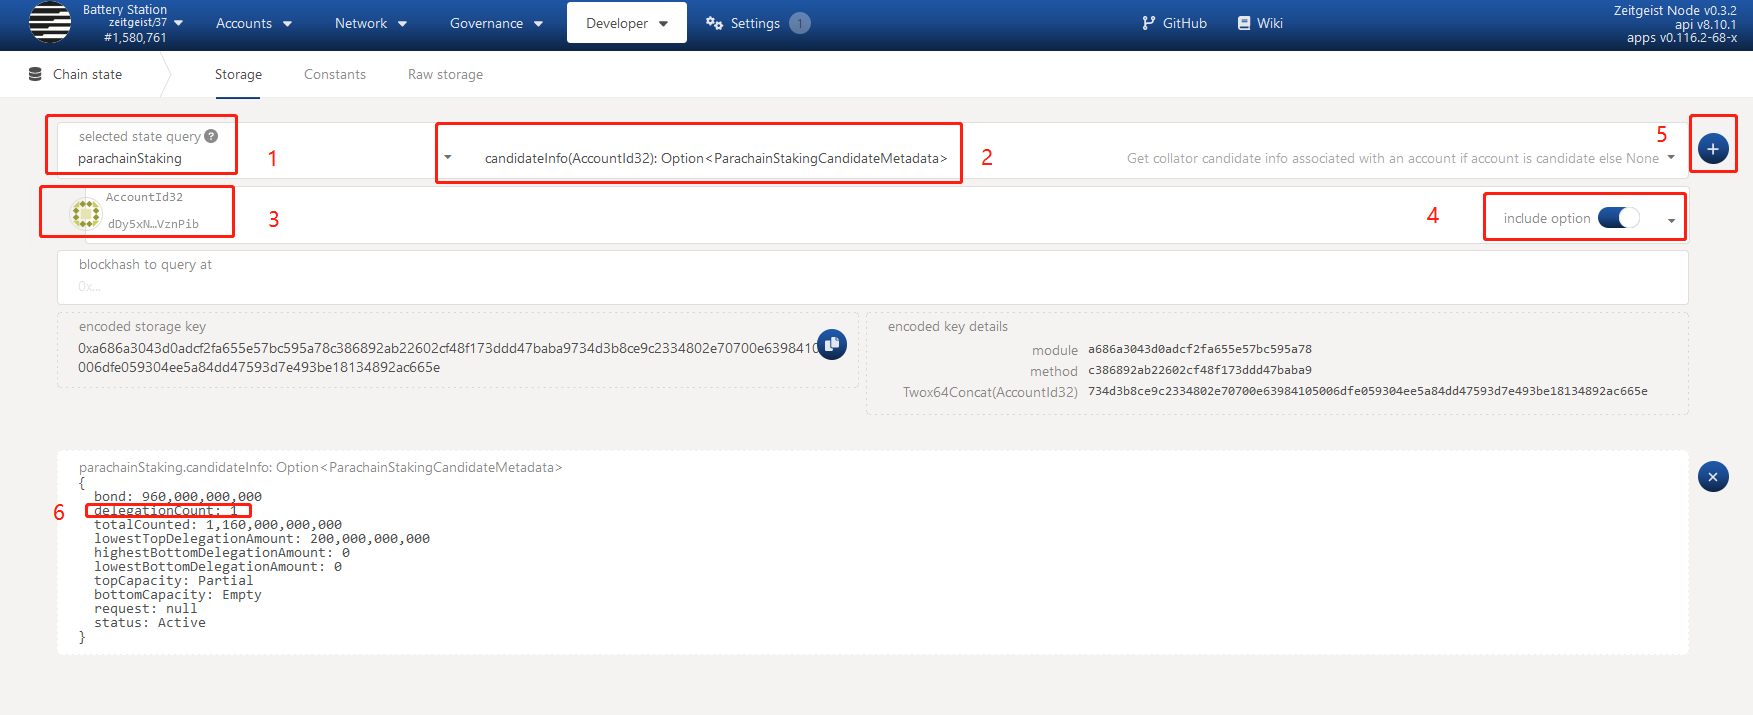 Battery Station
zeitgeist/37
#1,580,761
Accounts
Network
Governance
Developer
Settings
1
GitHub
Wiki
Zeitgeist Node v0.3.2
api v8.10.1
apps v0.116.2-68-x
Chain state
Storage
Constants
Raw storage
selected state query ?
parachainStaking
1
candidateInfo(AccountId32): Option<ParachainStakingCandidateMetadata>
2
Get collator candidate info associated with an account if account is candidate else None
5
AccountId32
dDy5xN…VznPib
3
4
include option
blockhash to query at
0x...
encoded storage key
0xa686a3043d0adcf2fa655e57bc595a78c386892ab22602cf48f173ddd47baba9734d3b8ce9c2334802e70700e6398410
006dfe059304ee5a84dd47593d7e493be18134892ac665e
encoded key details
module a686a3043d0adcf2fa655e57bc595a78
method c386892ab22602cf48f173ddd47baba9
Twox64Concat(AccountId32) 734d3b8ce9c2334802e70700e63984105006dfe059304ee5a84dd47593d7e493be18134892ac665e
parachainStaking.candidateInfo: Option<ParachainStakingCandidateMetadata>
{
bond: 960,000,000,000
6
delegationCount: 1
totalCounted: 1,160,000,000,000
lowestTopDelegationAmount: 200,000,000,000
highestBottomDelegationAmount: 0
lowestBottomDelegationAmount: 0
topCapacity: Partial
bottomCapacity: Empty
request: null
status: Active
}